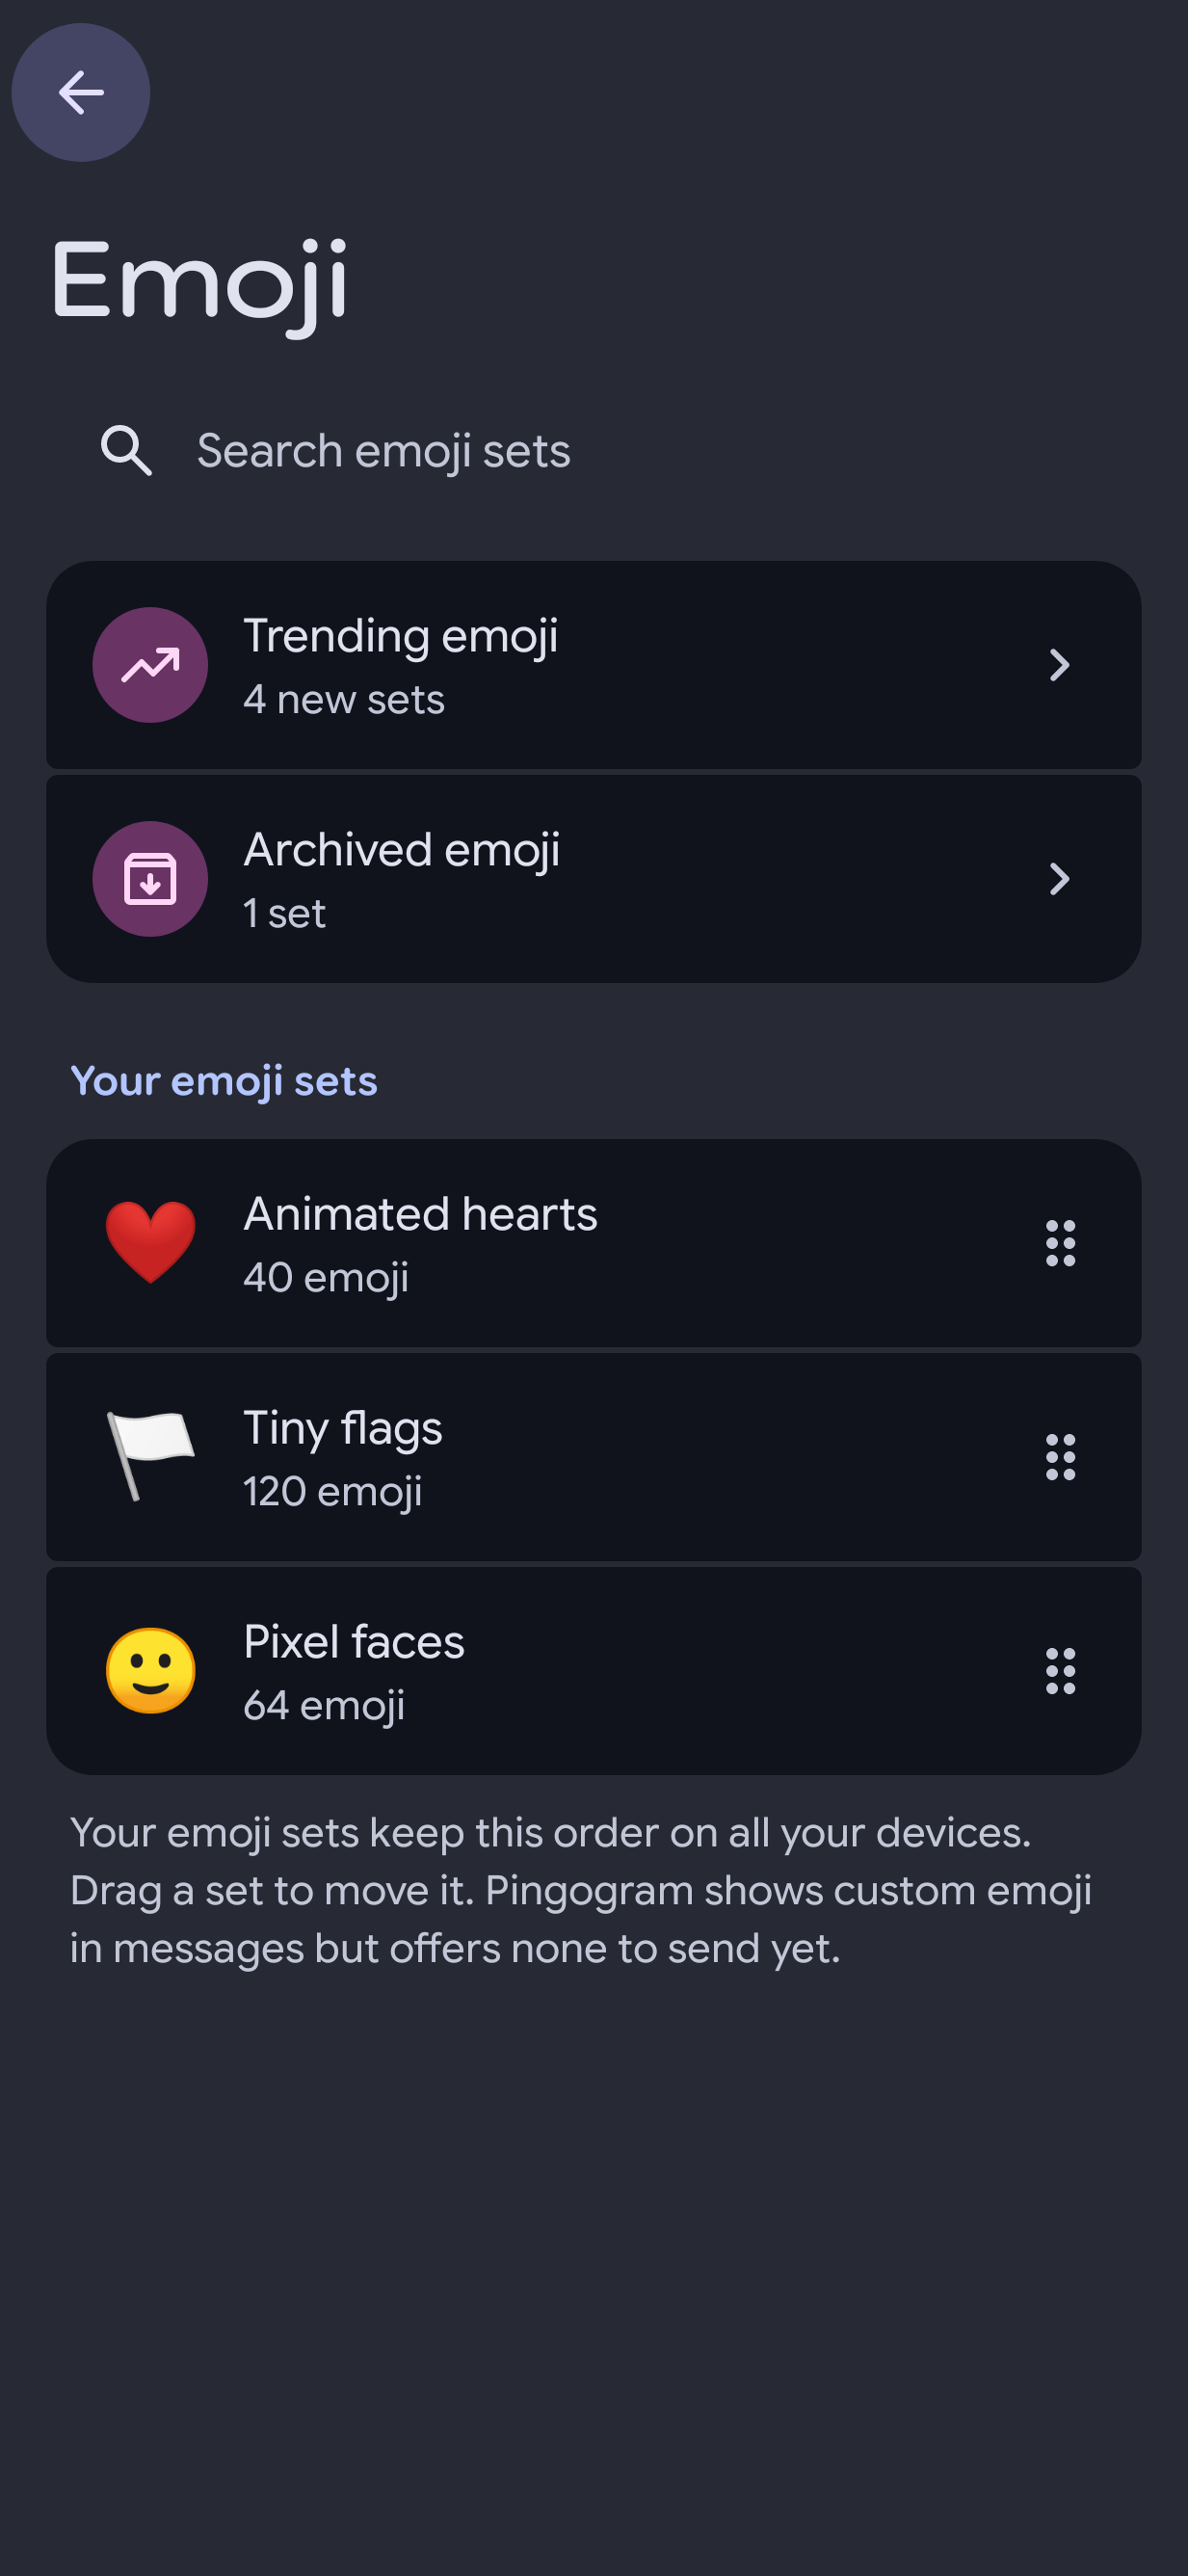 Emoji
Search emoji sets
Trending emoji
4 new sets
Archived emoji
1 set
Your emoji sets
Animated hearts
40 emoji
Tiny flags
120 emoji
Pixel faces
64 emoji
Your emoji sets keep this order on all your devices.
Drag a set to move it. Pingogram shows custom emoji
in messages but offers none to send yet.